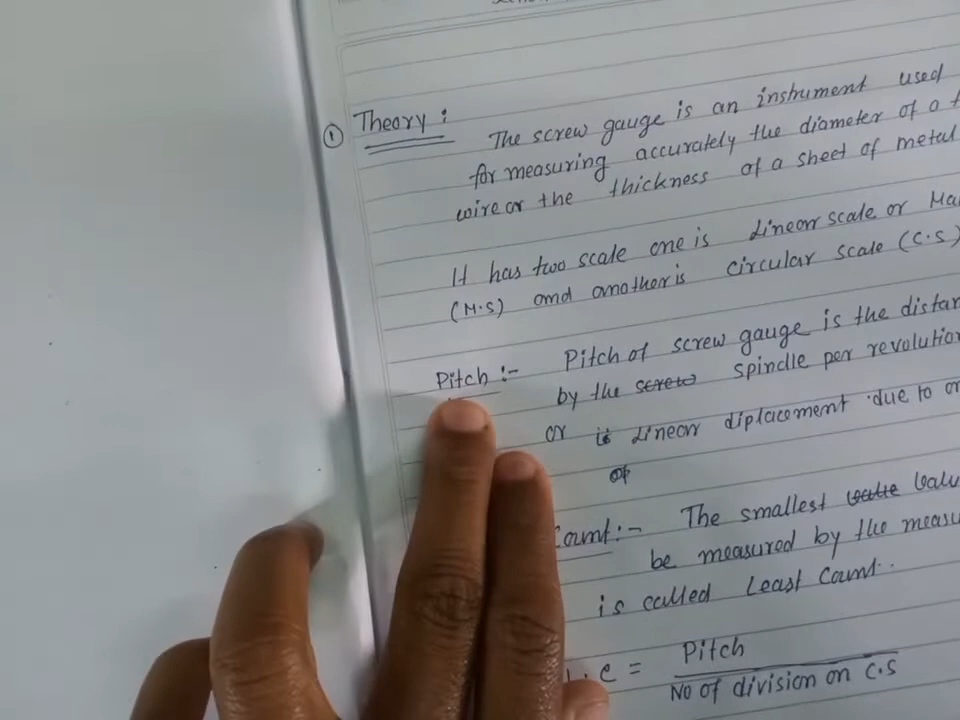 ① Theory :
The screw gauge is an instrument used
for measuring accurately the diameter of a
wire or the thickness of a sheet of metal
It has two scale one is Linear scale or
(M.S) and another is circular scale (C.S)
Pitch :- Pitch of screw gauge is the
by the screw spindle per
or is Linear diplacement due to
of
The smallest value
be measured by the
is called Least Count.
= Pitch
No of division on C.S